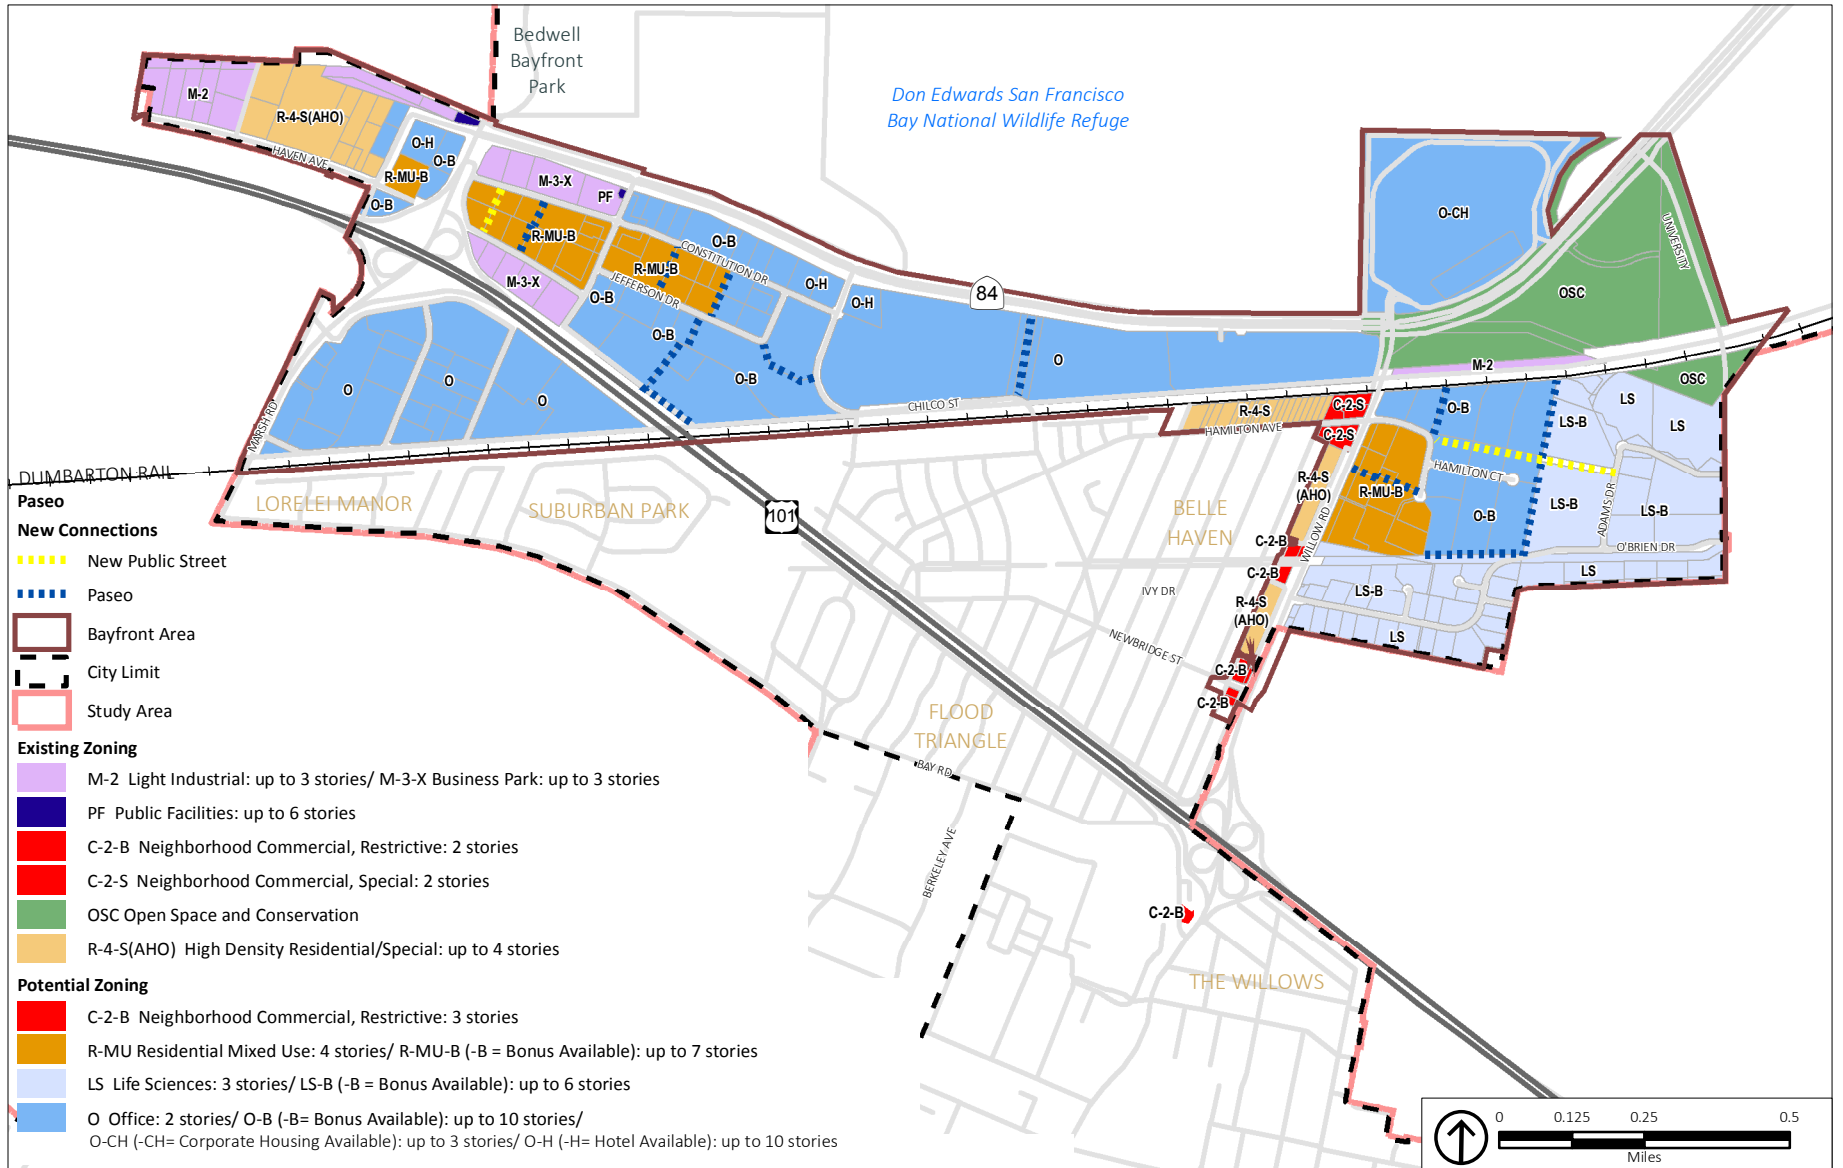 Bedwell
Bayfront
Park
Don Edwards San Francisco
Bay National Wildlife Refuge
M-2
R-4-S(AHO)
HAVEN AVE
O-H
O-B
R-MU-B
O-B
M-3-X
PF
R-MU-B
M-3-X
O-B
CONSTITUTION DR
R-MU-B
JEFFERSON DR
O-B
O-H
O-H
O-B
O-B
84
O
O-CH
UNIVERSITY
OSC
M-2
OSC
O
O
O
MARSH RD
CHILCO ST
R-4-S
HAMILTON AVE
C-2-S
C-2-S
O-B
LS
LS-B
LS
HAMILTON CT
R-4-S
(AHO)
R-MU-B
O-B
LS-B
ADAMS DR
LS-B
WILLOW RD
C-2-B
C-2-B
O'BRIEN DR
LS
LS-B
R-4-S
(AHO)
LS
C-2-B
C-2-B
IVY DR
NEWBRIDGE ST
BELLE
HAVEN
DUMBARTON RAIL
LORELEI MANOR
SUBURBAN PARK
101
FLOOD
TRIANGLE
BAY RD
BERKELEY AVE
C-2-B
THE WILLOWS
Paseo
New Connections
New Public Street
Paseo
Bayfront Area
City Limit
Study Area
Existing Zoning
M-2  Light Industrial: up to 3 stories/ M-3-X Business Park: up to 3 stories
PF  Public Facilities: up to 6 stories
C-2-B  Neighborhood Commercial, Restrictive: 2 stories
C-2-S  Neighborhood Commercial, Special: 2 stories
OSC Open Space and Conservation
R-4-S(AHO)  High Density Residential/Special: up to 4 stories
Potential Zoning
C-2-B  Neighborhood Commercial, Restrictive: 3 stories
R-MU Residential Mixed Use: 4 stories/ R-MU-B (-B = Bonus Available): up to 7 stories
LS Life Sciences: 3 stories/ LS-B (-B = Bonus Available): up to 6 stories
O  Office: 2 stories/ O-B (-B= Bonus Available): up to 10 stories/
O-CH (-CH= Corporate Housing Available): up to 3 stories/ O-H (-H= Hotel Available): up to 10 stories
0 0.125 0.25 0.5
Miles